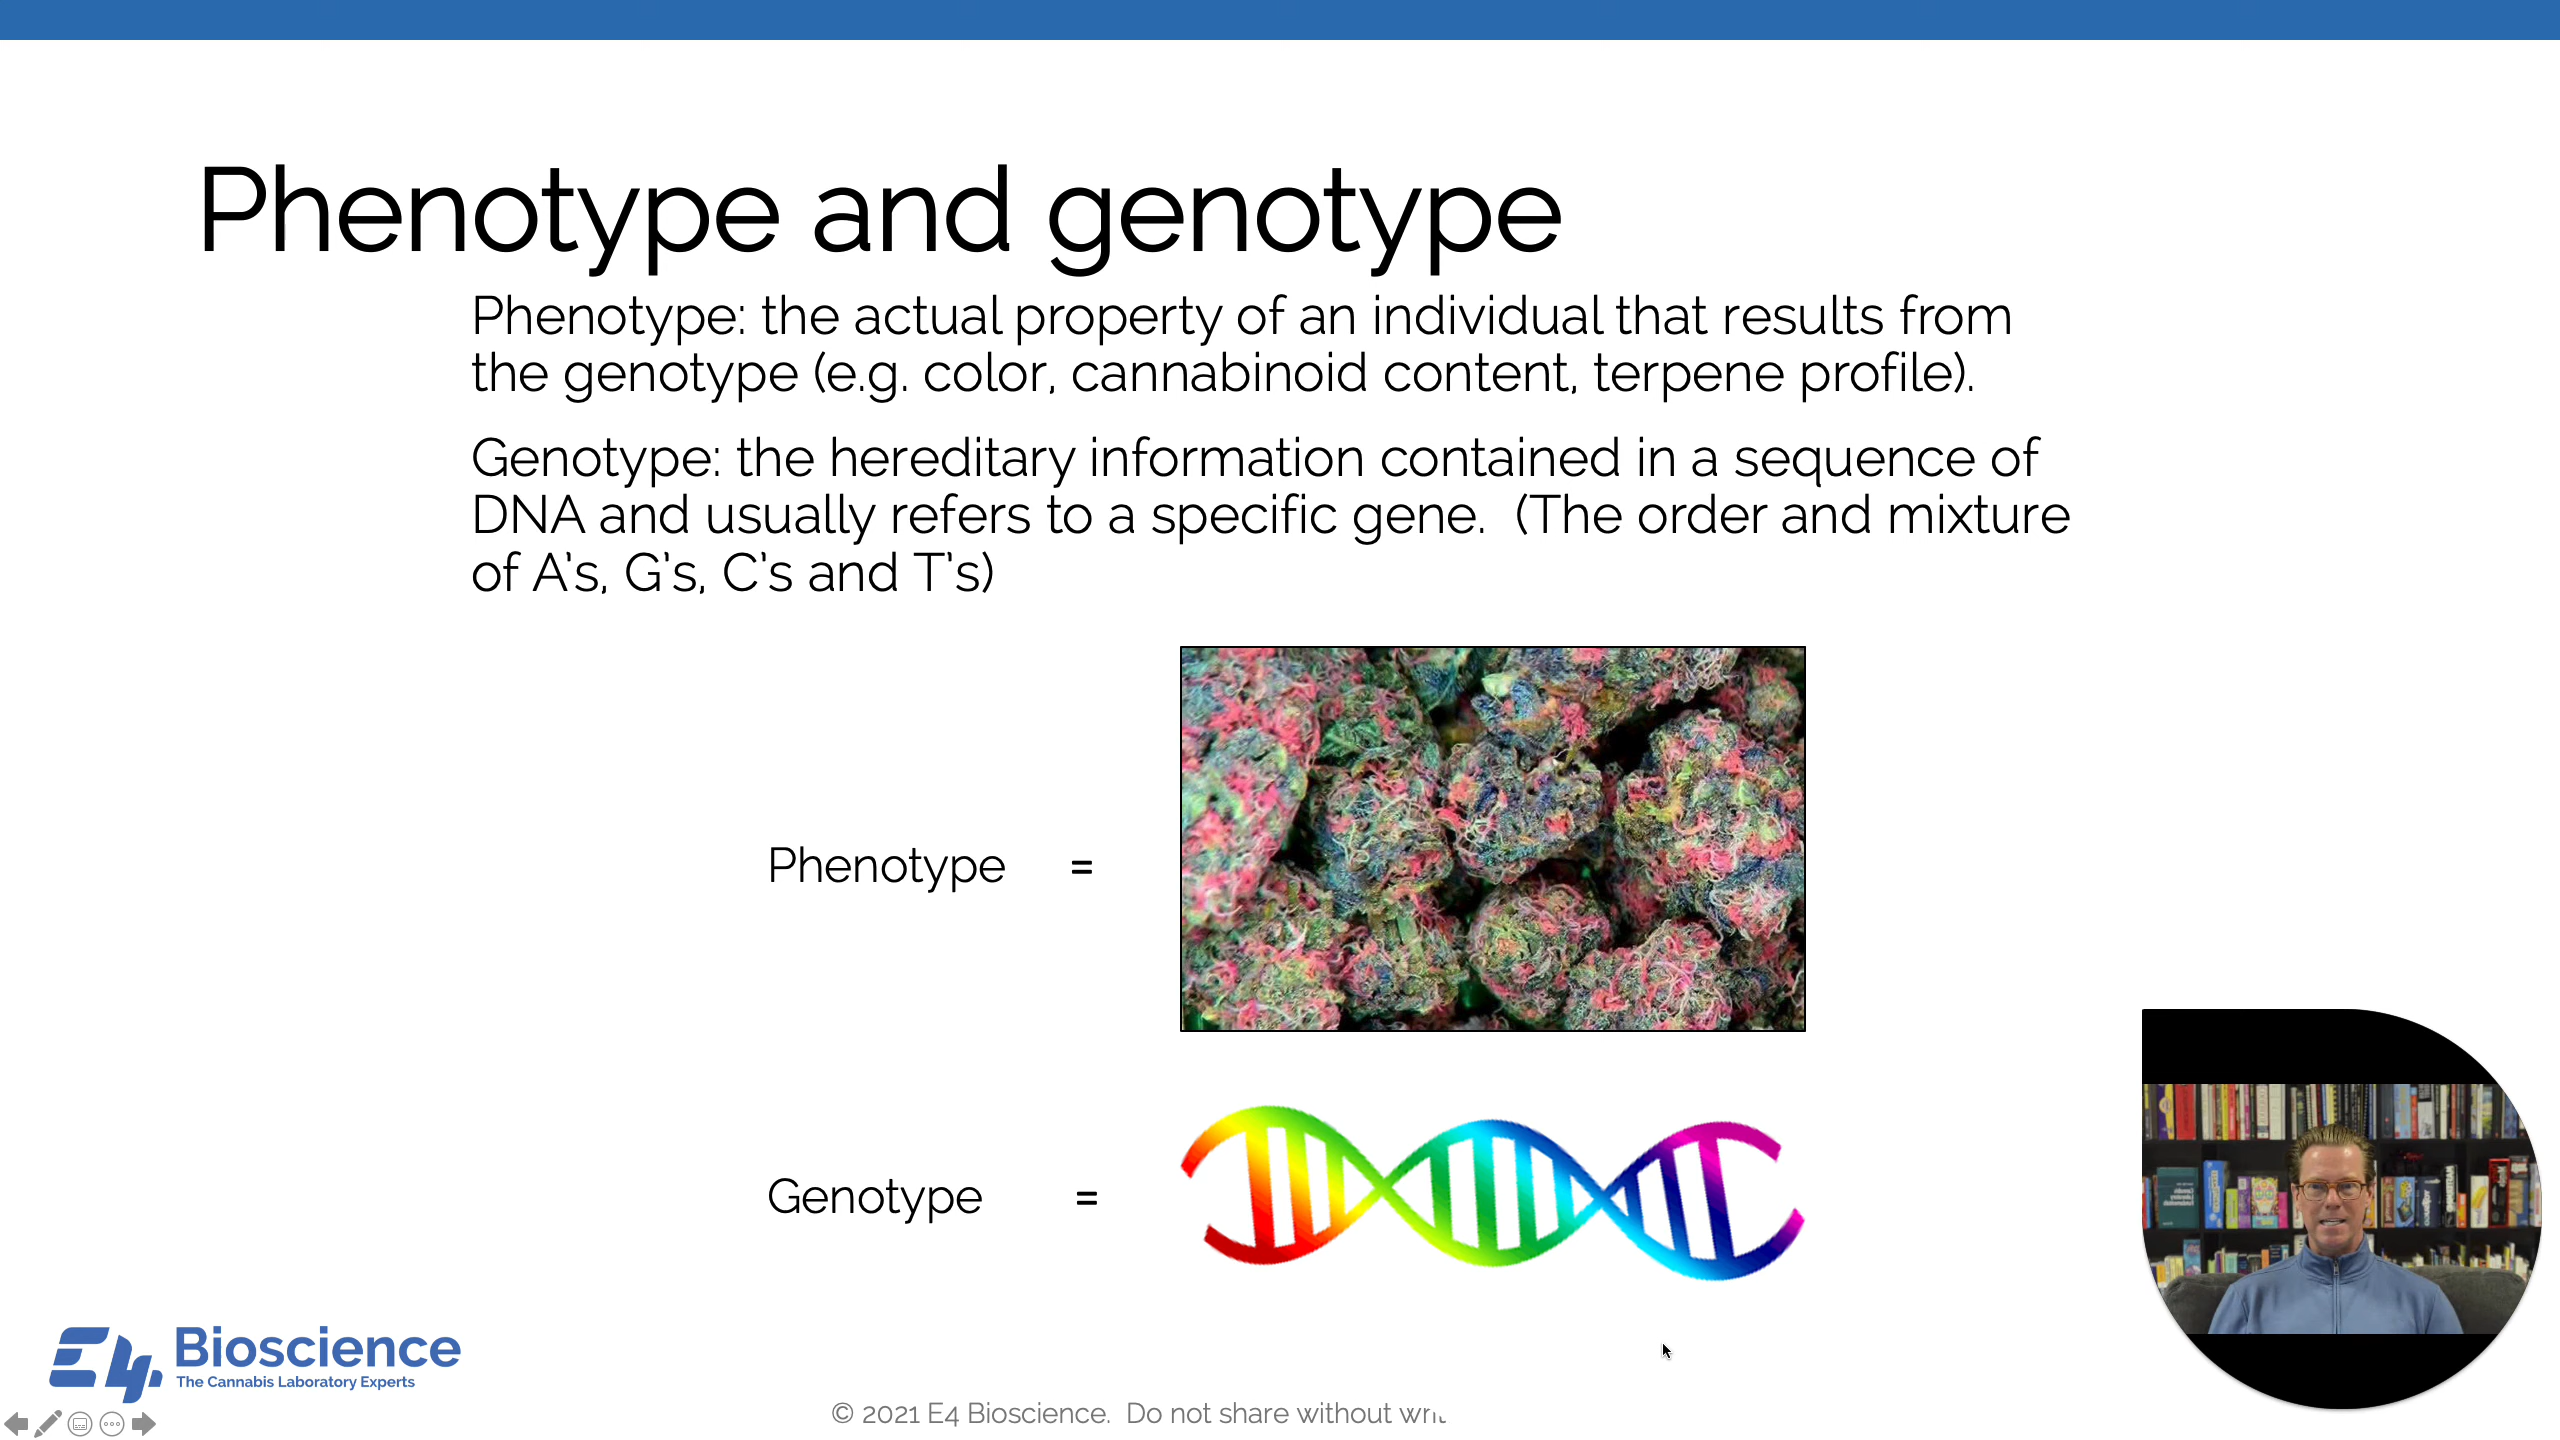 Phenotype and genotype
Phenotype: the actual property of an individual that results from
the genotype (e.g. color, cannabinoid content, terpene profile).
Genotype: the hereditary information contained in a sequence of
DNA and usually refers to a specific gene.  (The order and mixture
of A's, G's, C's and T's)
Phenotype =
Genotype =
E4 Bioscience
The Cannabis Laboratory Experts
© 2021 E4 Bioscience.  Do not share without